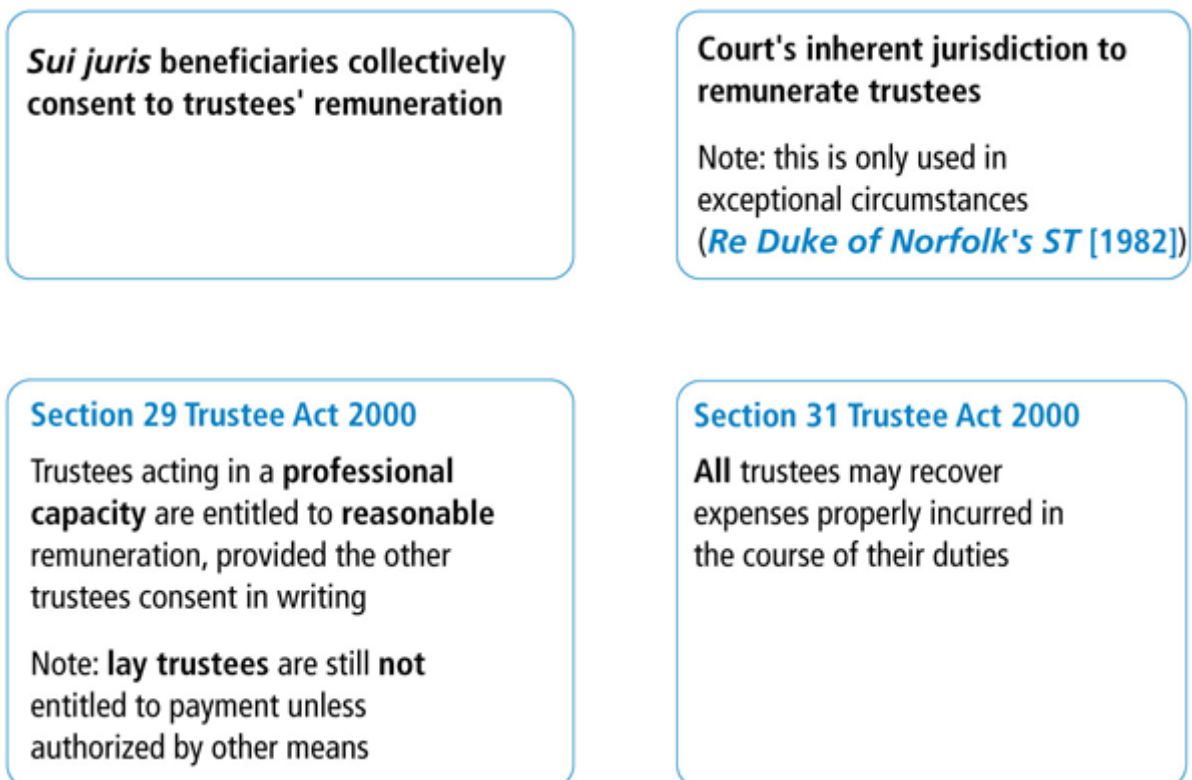 Sui juris beneficiaries collectively
consent to trustees' remuneration
Court's inherent jurisdiction to
remunerate trustees
Note: this is only used in
exceptional circumstances
(Re Duke of Norfolk's ST [1982])
Section 29 Trustee Act 2000
Trustees acting in a professional
capacity are entitled to reasonable
remuneration, provided the other
trustees consent in writing
Note: lay trustees are still not
entitled to payment unless
authorized by other means
Section 31 Trustee Act 2000
All trustees may recover
expenses properly incurred in
the course of their duties